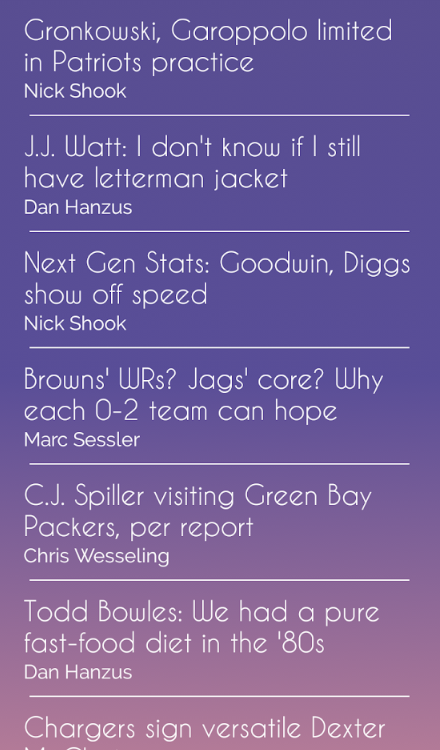 Gronkowski, Garoppolo limited
in Patriots practice
Nick Shook
J.J. Watt: I don't know if I still
have letterman jacket
Dan Hanzus
Next Gen Stats: Goodwin, Diggs
show off speed
Nick Shook
Browns' WRs? Jags' core? Why
each 0-2 team can hope
Marc Sessler
C.J. Spiller visiting Green Bay
Packers, per report
Chris Wesseling
Todd Bowles: We had a pure
fast-food diet in the '80s
Dan Hanzus
Chargers sign versatile Dexter